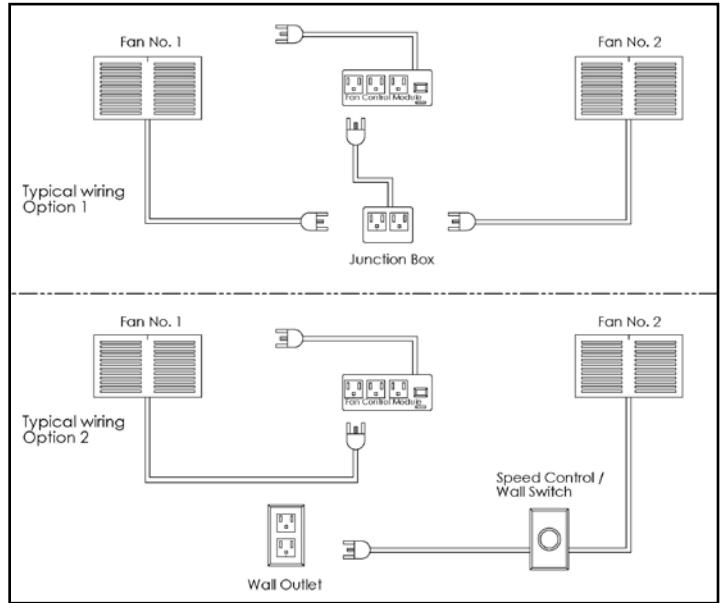 Fan No. 1
Fan No. 2
Fan Control Module
Typical wiring
Option 1
Junction Box
Fan No. 1
Fan No. 2
Fan Control Module
Typical wiring
Option 2
Speed Control /
Wall Switch
Wall Outlet